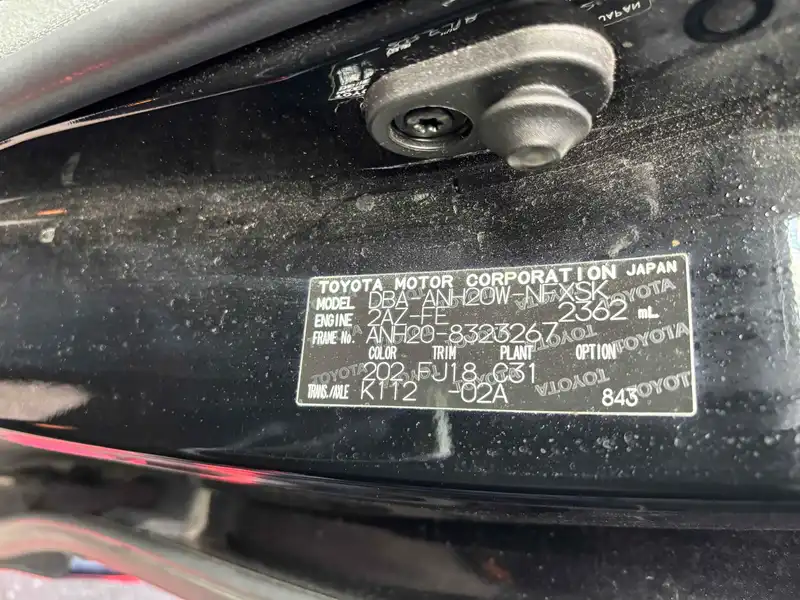 TOYOTA MOTOR CORPORATION JAPAN
MODEL DBA-ANH20W-NFXSK
ENGINE 2AZ-FE 2362 mL
FRAME No. ANH20-8323267
COLOR TRIM PLANT OPTION
202 FJ18 C31
TRANS./AXLE K112 -02A 843